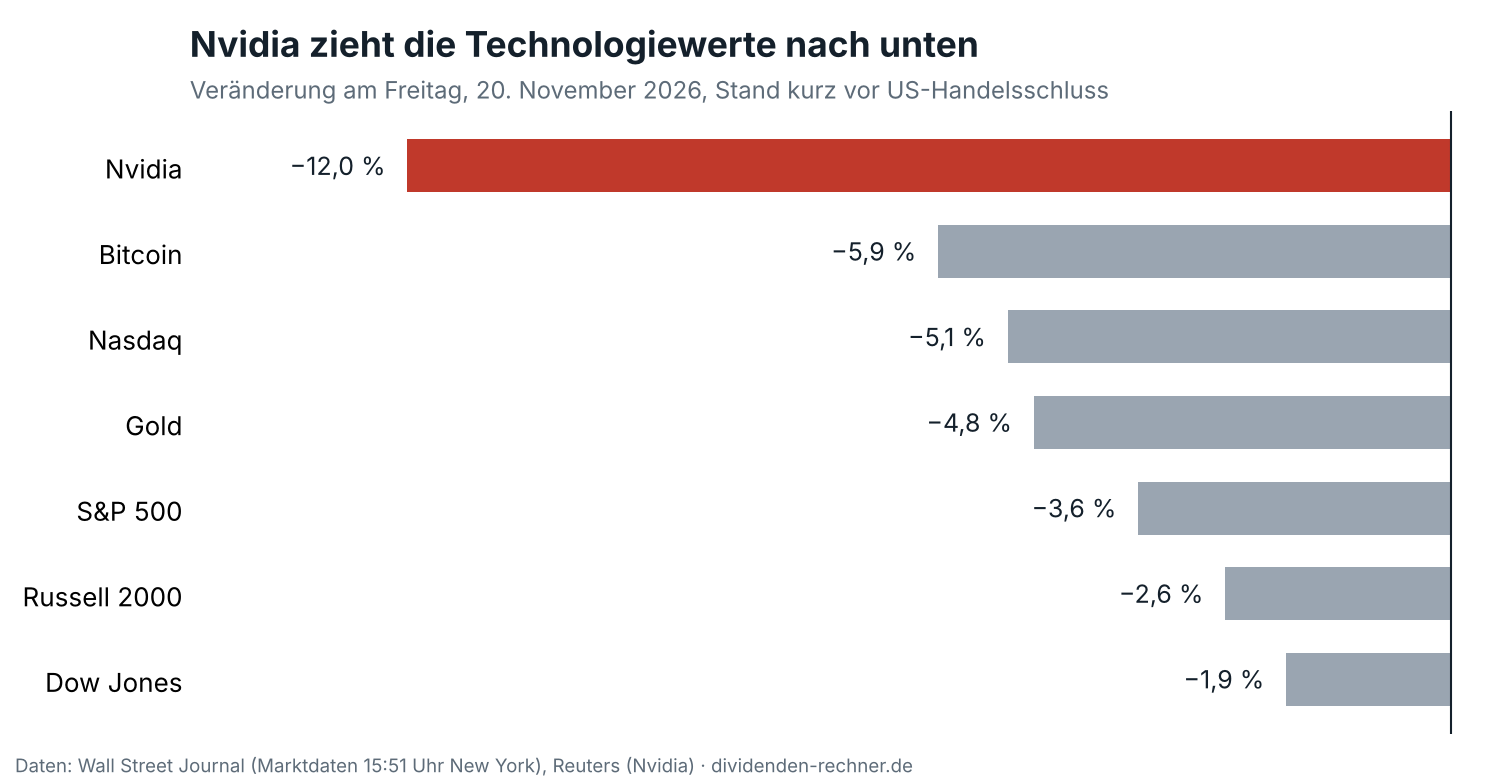 Nvidia zieht die Technologiewerte nach unten
Veränderung am Freitag, 20. November 2026, Stand kurz vor US-Handelsschluss
Nvidia −12,0 %
Bitcoin −5,9 %
Nasdaq −5,1 %
Gold −4,8 %
S&P 500 −3,6 %
Russell 2000 −2,6 %
Dow Jones −1,9 %
Daten: Wall Street Journal (Marktdaten 15:51 Uhr New York), Reuters (Nvidia) · dividenden-rechner.de